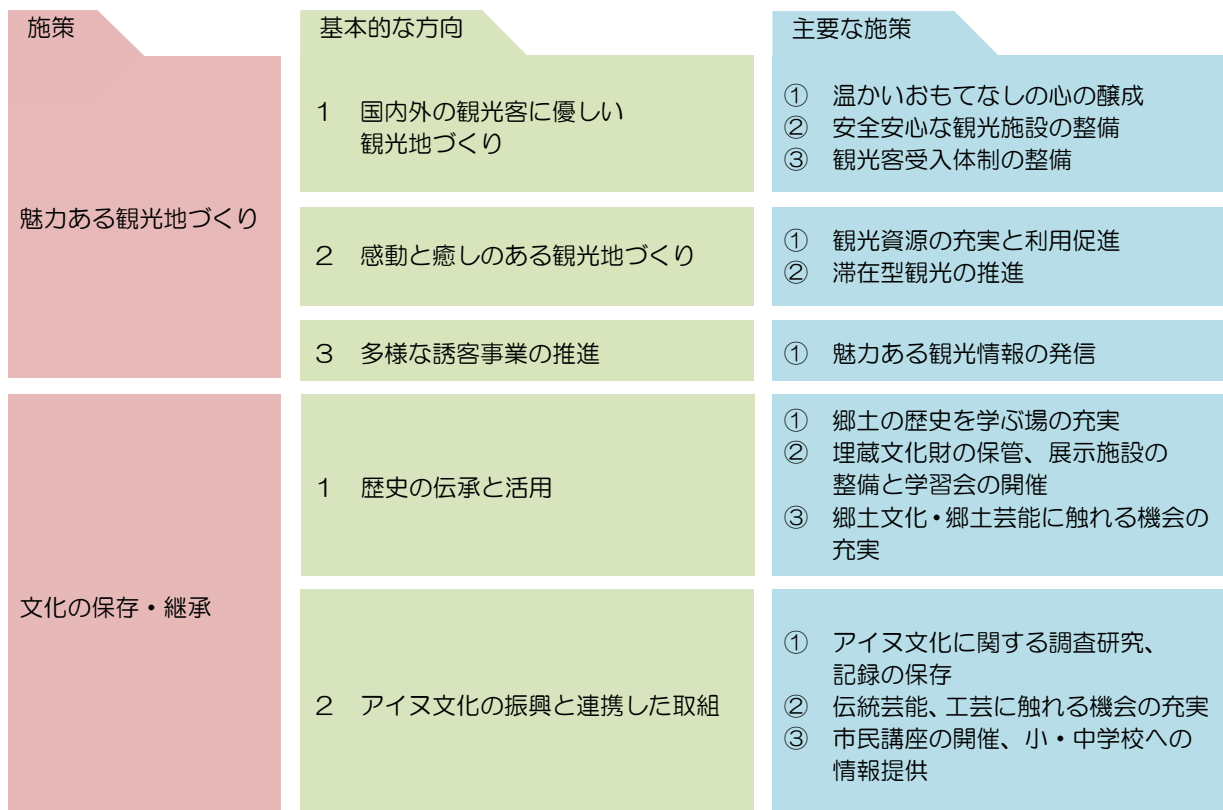 施策
基本的な方向
主要な施策
魅力ある観光地づくり
1 国内外の観光客に優しい
観光地づくり
① 温かいおもてなしの心の醸成
② 安全安心な観光施設の整備
③ 観光客受入体制の整備
2 感動と癒しのある観光地づくり
① 観光資源の充実と利用促進
② 滞在型観光の推進
3 多様な誘客事業の推進
① 魅力ある観光情報の発信
文化の保存・継承
1 歴史の伝承と活用
① 郷土の歴史を学ぶ場の充実
② 埋蔵文化財の保管、展示施設の
整備と学習会の開催
③ 郷土文化・郷土芸能に触れる機会の
充実
2 アイヌ文化の振興と連携した取組
① アイヌ文化に関する調査研究、
記録の保存
② 伝統芸能、工芸に触れる機会の充実
③ 市民講座の開催、小・中学校への
情報提供